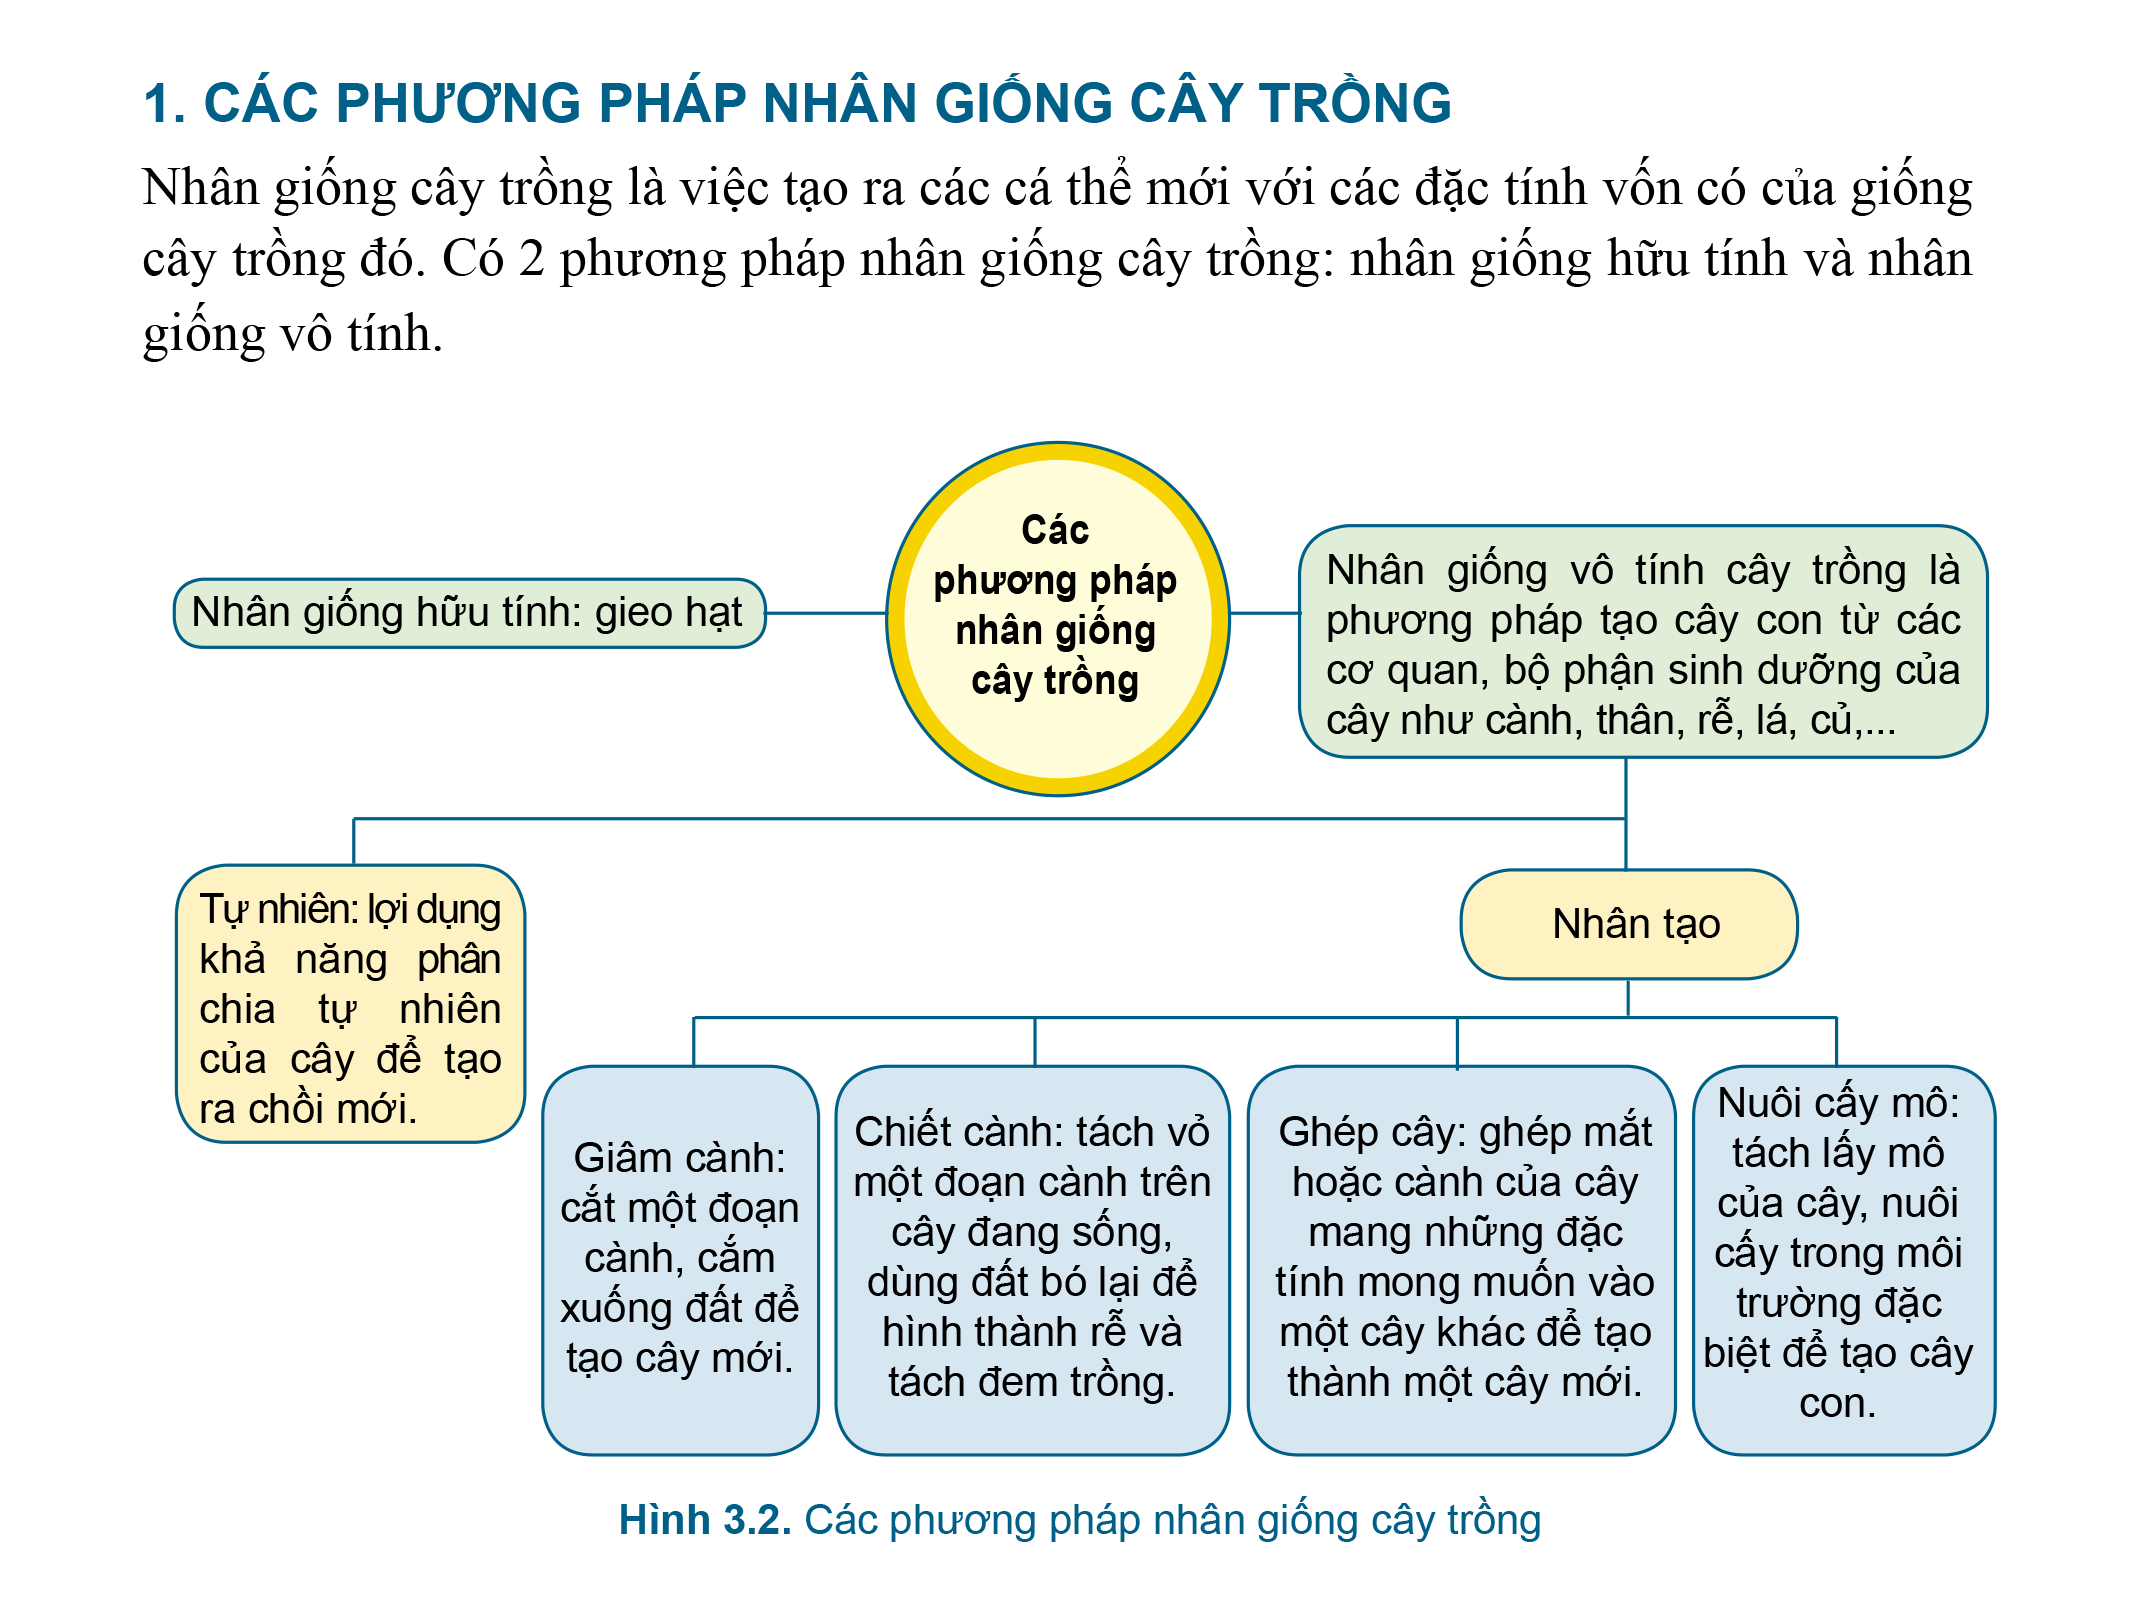 1. CÁC PHƯƠNG PHÁP NHÂN GIỐNG CÂY TRỒNG
Nhân giống cây trồng là việc tạo ra các cá thể mới với các đặc tính vốn có của giống
cây trồng đó. Có 2 phương pháp nhân giống cây trồng: nhân giống hữu tính và nhân
giống vô tính.
Nhân giống hữu tính: gieo hạt
Các
phương pháp
nhân giống
cây trồng
Nhân giống vô tính cây trồng là
phương pháp tạo cây con từ các
cơ quan, bộ phận sinh dưỡng của
cây như cành, thân, rễ, lá, củ,...
Tự nhiên: lợi dụng
khả năng phân
chia tự nhiên
của cây để tạo
ra chồi mới.
Nhân tạo
Giâm cành:
cắt một đoạn
cành, cắm
xuống đất để
tạo cây mới.
Chiết cành: tách vỏ
một đoạn cành trên
cây đang sống,
dùng đất bó lại để
hình thành rễ và
tách đem trồng.
Ghép cây: ghép mắt
hoặc cành của cây
mang những đặc
tính mong muốn vào
một cây khác để tạo
thành một cây mới.
Nuôi cấy mô:
tách lấy mô
của cây, nuôi
cấy trong môi
trường đặc
biệt để tạo cây
con.
Hình 3.2. Các phương pháp nhân giống cây trồng